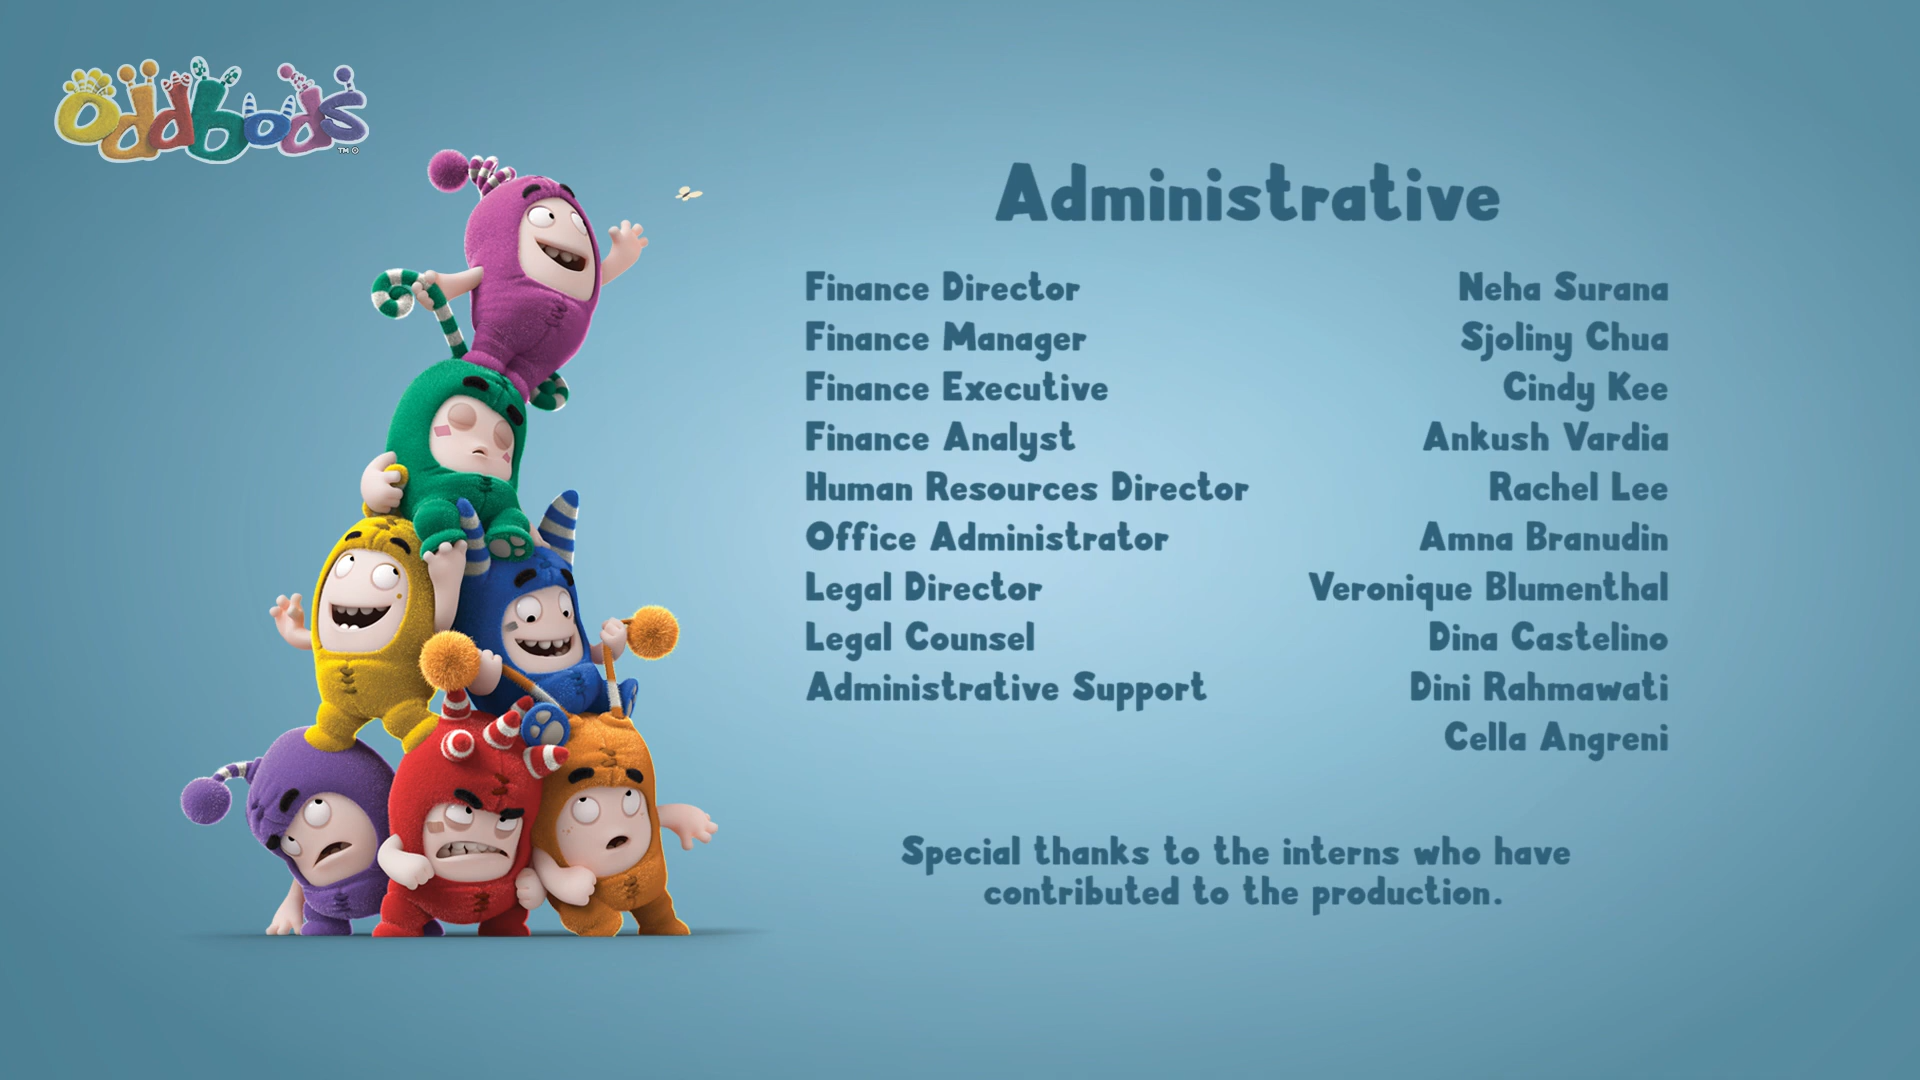 Oddbods
TM
Administrative
Finance Director Neha Surana
Finance Manager Sjoliny Chua
Finance Executive Cindy Kee
Finance Analyst Ankush Vardia
Human Resources Director Rachel Lee
Office Administrator Amna Branudin
Legal Director Veronique Blumenthal
Legal Counsel Dina Castelino
Administrative Support Dini Rahmawati
Cella Angreni
Special thanks to the interns who have
contributed to the production.